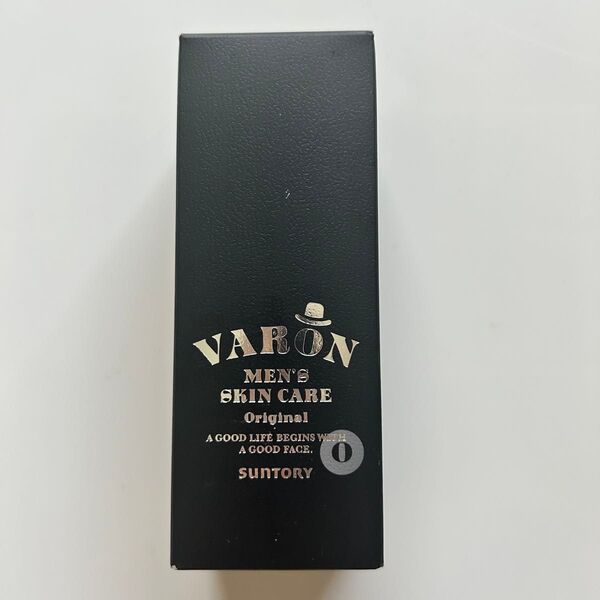 VARON
MEN'S
SKIN CARE
Original
A GOOD LIFE BEGINS WITH
A GOOD FACE.
O
SUNTORY